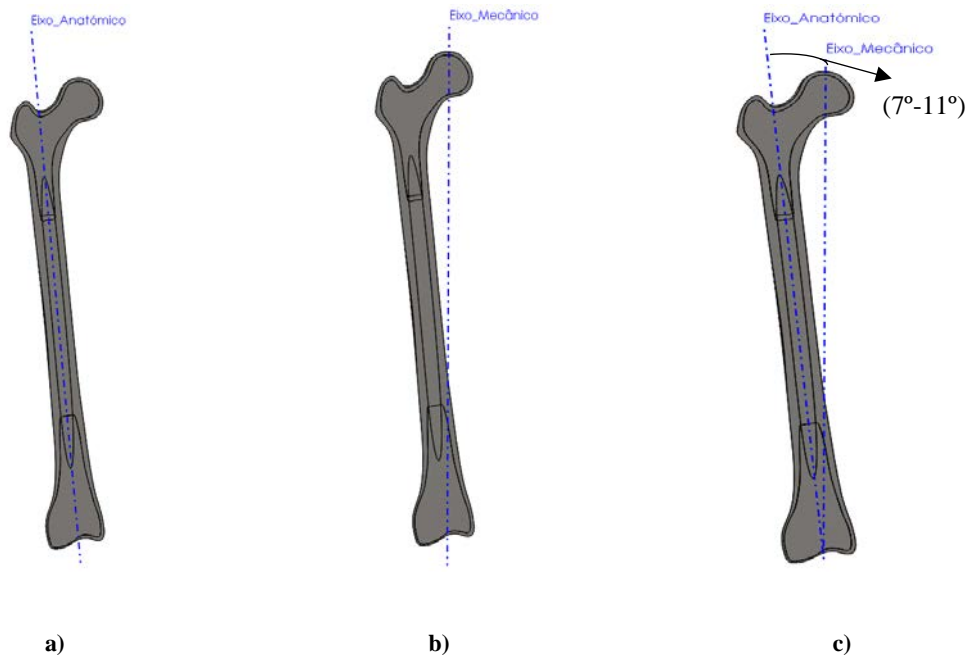 Eixo_Anatómico
Eixo_Mecânico
Eixo_Anatómico
Eixo_Mecânico
(7º-11º)
a)
b)
c)